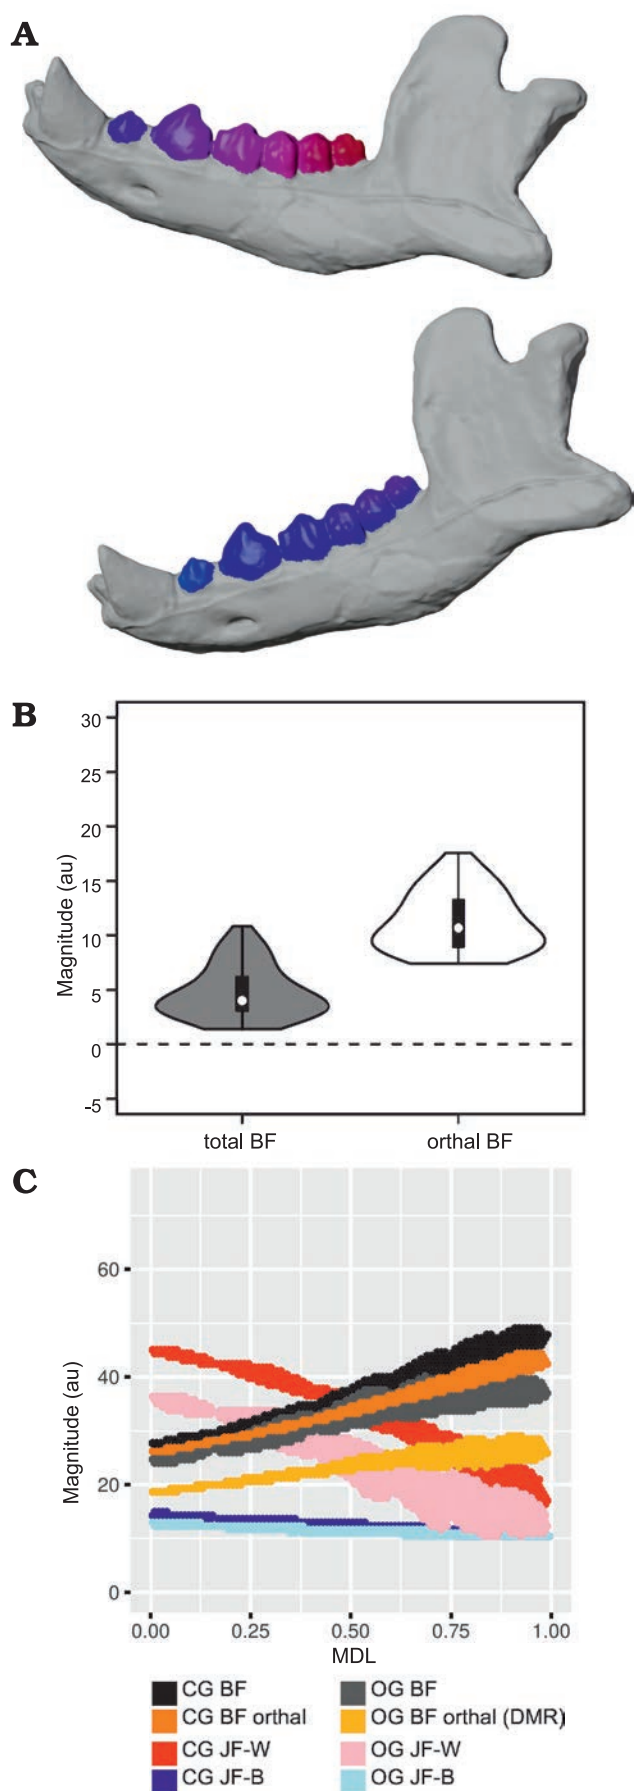 A
B
30
25
20
15
10
5
0
-5
Magnitude (au)
total BF
orthal BF
C
60
40
20
0
Magnitude (au)
0.00 0.25 0.50 0.75 1.00
MDL
CG BF OG BF
CG BF orthal OG BF orthal (DMR)
CG JF-W OG JF-W
CG JF-B OG JF-B